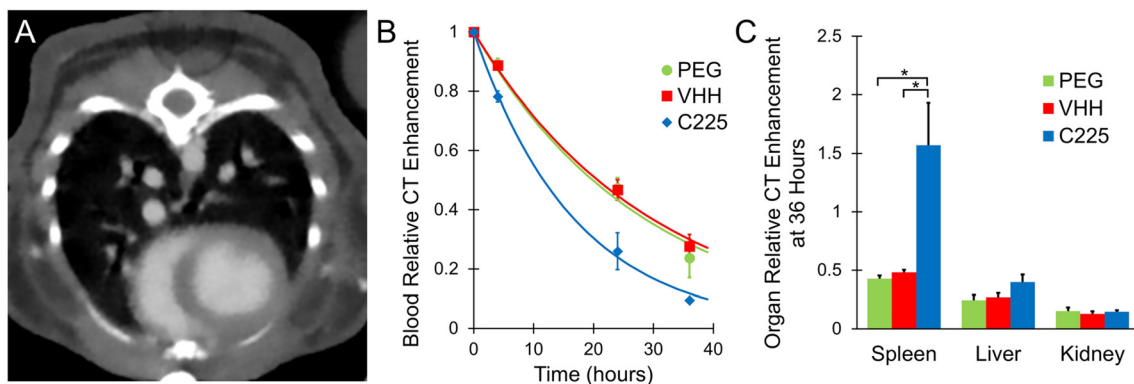 A
B
Blood Relative CT Enhancement
1
0.8
0.6
0.4
0.2
0
0
10
20
30
40
Time (hours)
PEG
VHH
C225
C
Organ Relative CT Enhancement
at 36 Hours
2.5
2
1.5
1
0.5
0
*
*
PEG
VHH
C225
Spleen
Liver
Kidney